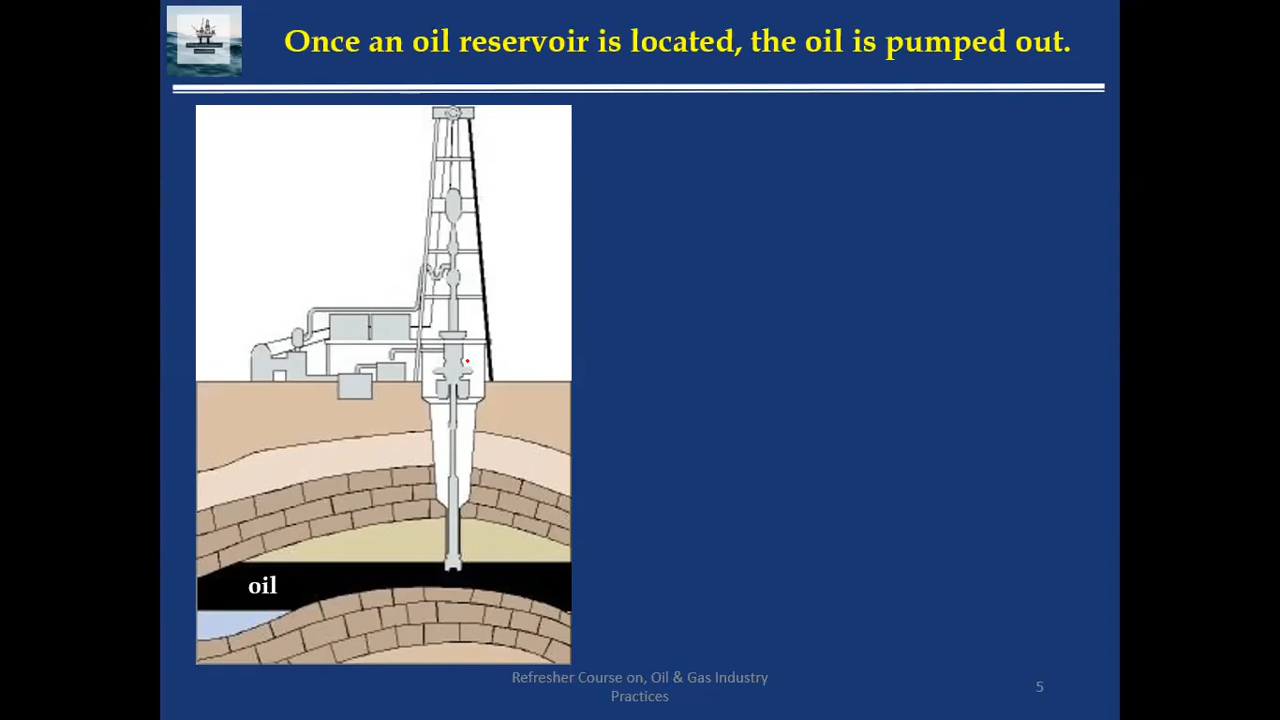 Once an oil reservoir is located, the oil is pumped out.
oil
Refresher Course on, Oil & Gas Industry
Practices
5